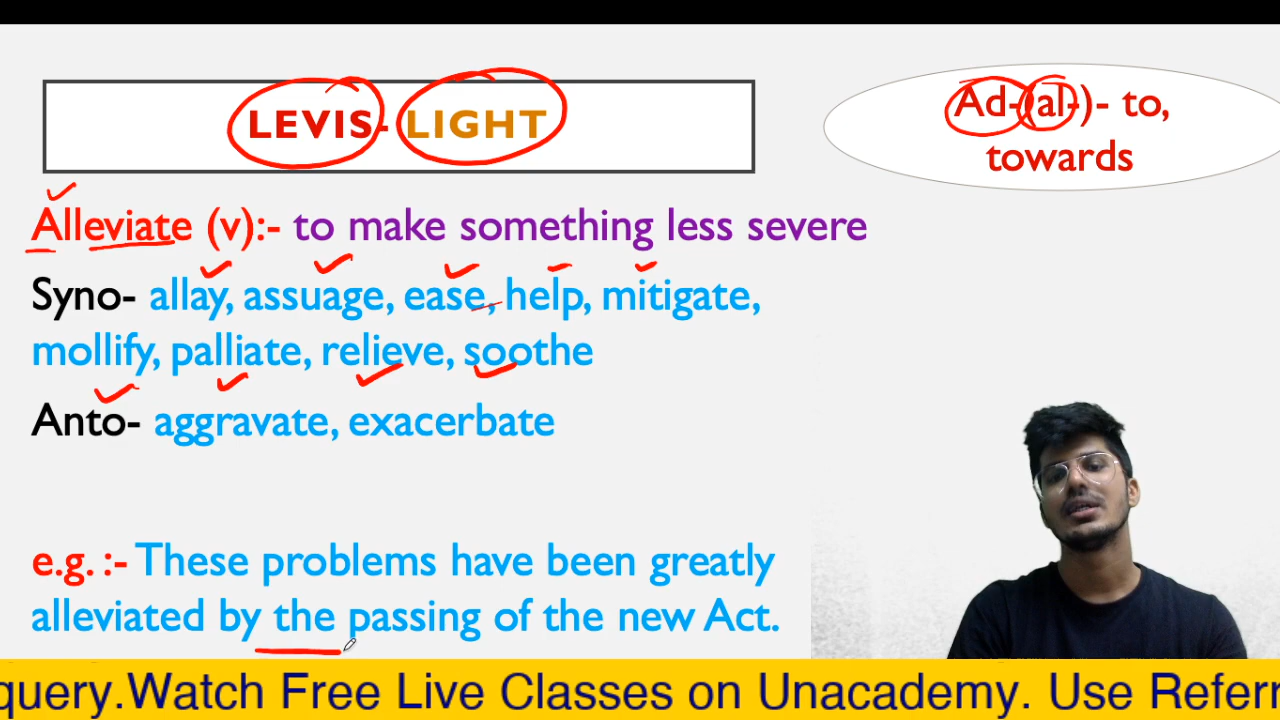 LEVIS- LIGHT
Ad-(al-)- to,
towards
Alleviate (v):- to make something less severe
Syno- allay, assuage, ease, help, mitigate,
mollify, palliate, relieve, soothe
Anto- aggravate, exacerbate
e.g. :- These problems have been greatly
alleviated by the passing of the new Act.
query.Watch Free Live Classes on Unacademy. Use Referr